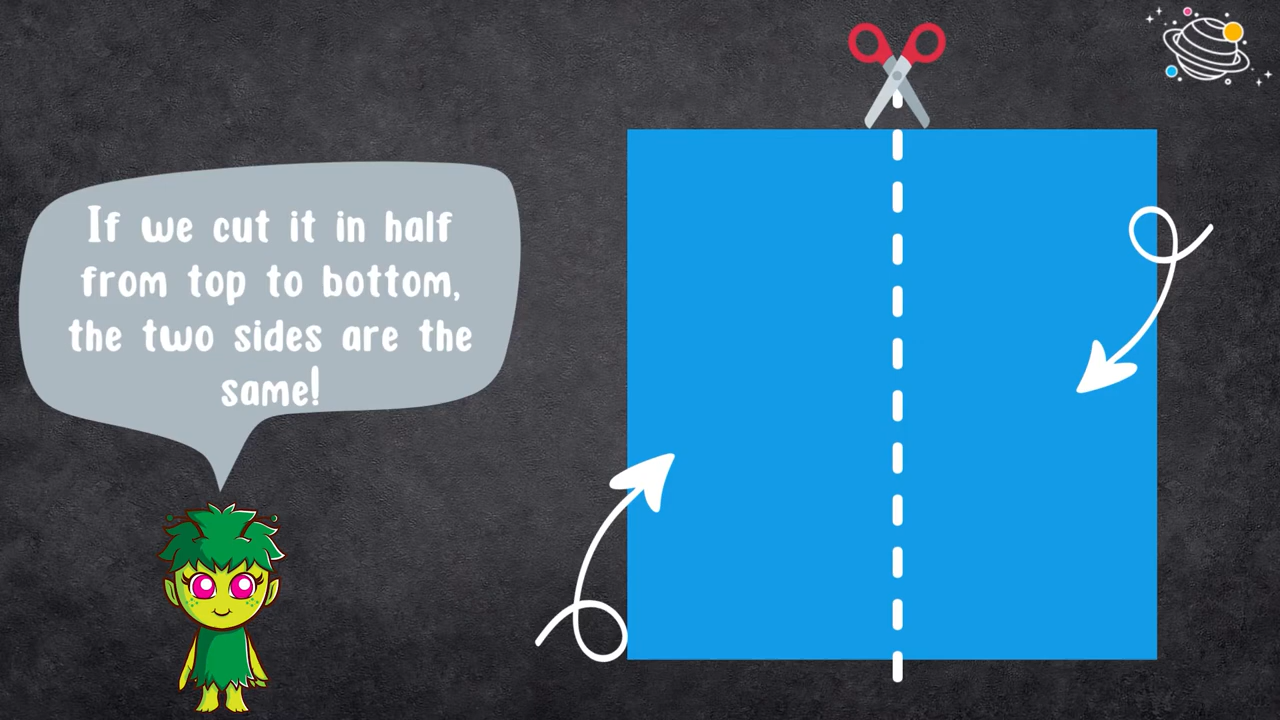 If we cut it in half
from top to bottom,
the two sides are the
same!